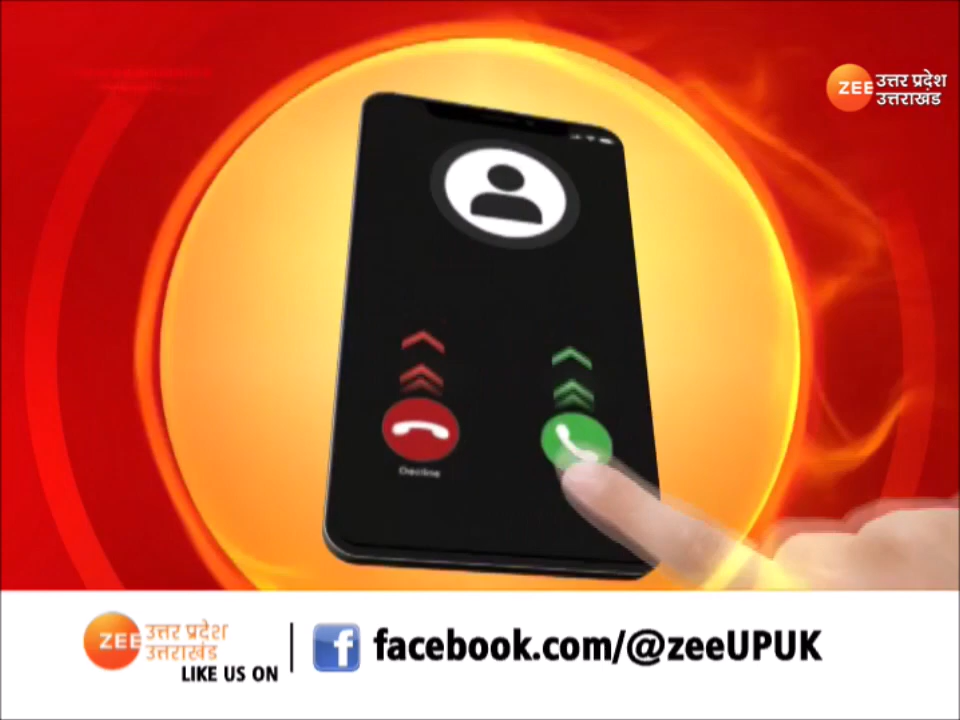 ZEE उत्तर प्रदेश
उत्तराखंड
Decline
ZEE उत्तर प्रदेश
उत्तराखंड
LIKE US ON
f facebook.com/@zeeUPUK